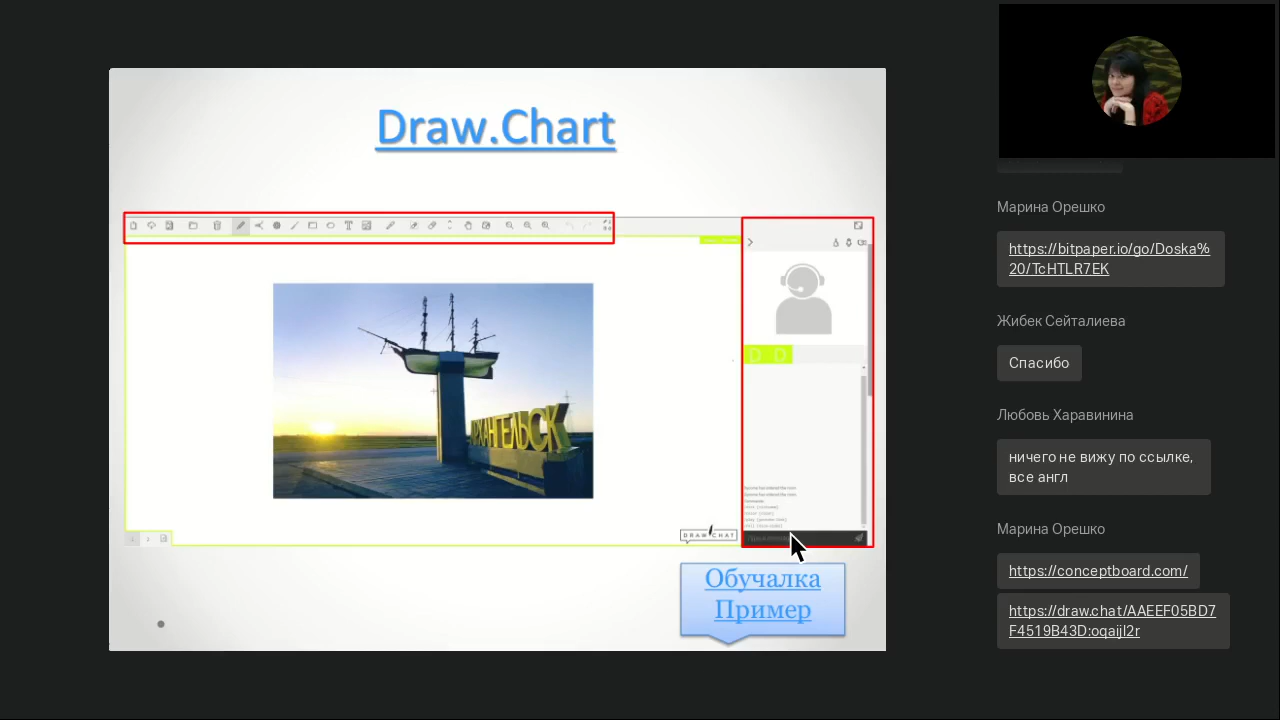 Draw.Chart
АРХАНГЕЛЬСК
DRAW CHAT
Обучалка
Пример
Марина Орешко
https://bitpaper.io/go/Doska%
20/TcHTLR7EK
Жибек Сейталиева
Спасибо
Любовь Харавинина
ничего не вижу по ссылке,
все англ
Марина Орешко
https://conceptboard.com/
https://draw.chat/AAEEF05BD7
F4519B43D:oqaijl2r